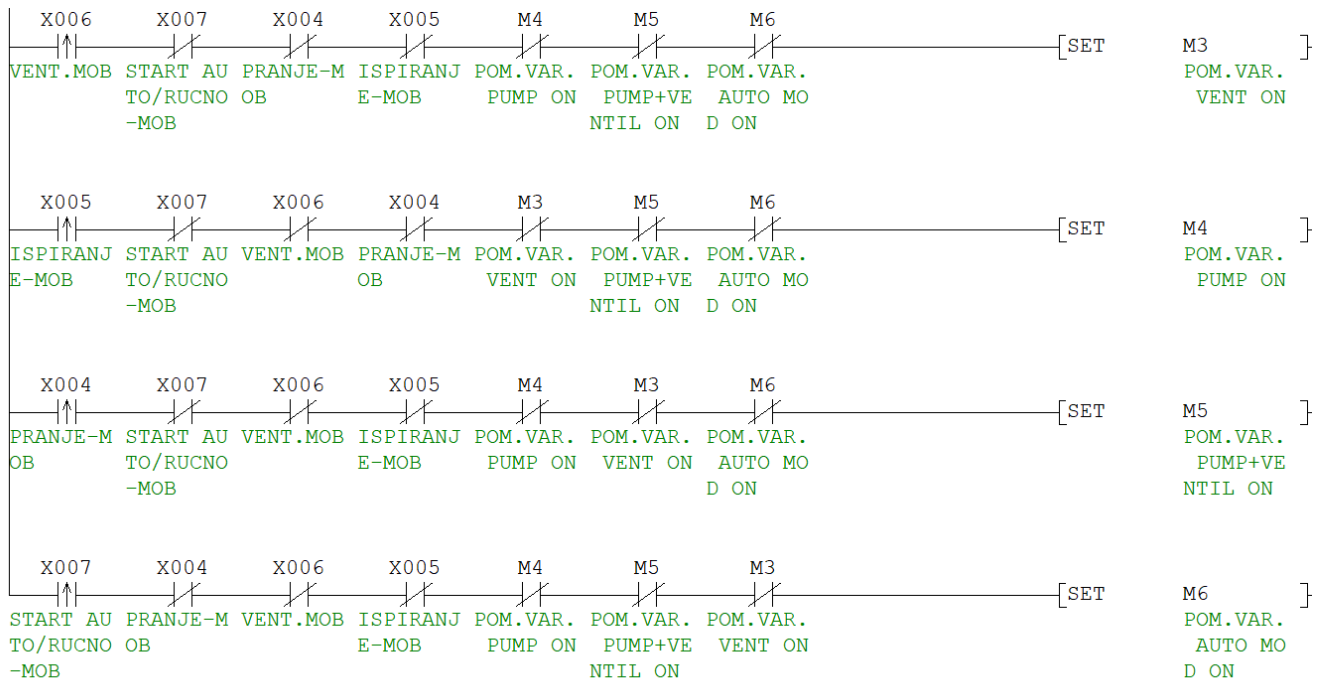 X006 X007 X004 X005 M4 M5 M6
[SET M3 ]
VENT.MOB START AU PRANJE-M ISPIRANJ POM.VAR. POM.VAR. POM.VAR. POM.VAR.
TO/RUCNO OB E-MOB PUMP ON PUMP+VE AUTO MO VENT ON
-MOB NTIL ON D ON
X005 X007 X006 X004 M3 M5 M6
[SET M4 ]
ISPIRANJ START AU VENT.MOB PRANJE-M POM.VAR. POM.VAR. POM.VAR. POM.VAR.
E-MOB TO/RUCNO OB VENT ON PUMP+VE AUTO MO PUMP ON
-MOB NTIL ON D ON
X004 X007 X006 X005 M4 M3 M6
[SET M5 ]
PRANJE-M START AU VENT.MOB ISPIRANJ POM.VAR. POM.VAR. POM.VAR. POM.VAR.
OB TO/RUCNO E-MOB PUMP ON VENT ON AUTO MO PUMP+VE
-MOB D ON NTIL ON
X007 X004 X006 X005 M4 M5 M3
[SET M6 ]
START AU PRANJE-M VENT.MOB ISPIRANJ POM.VAR. POM.VAR. POM.VAR. POM.VAR.
TO/RUCNO OB E-MOB PUMP ON PUMP+VE VENT ON AUTO MO
-MOB NTIL ON D ON